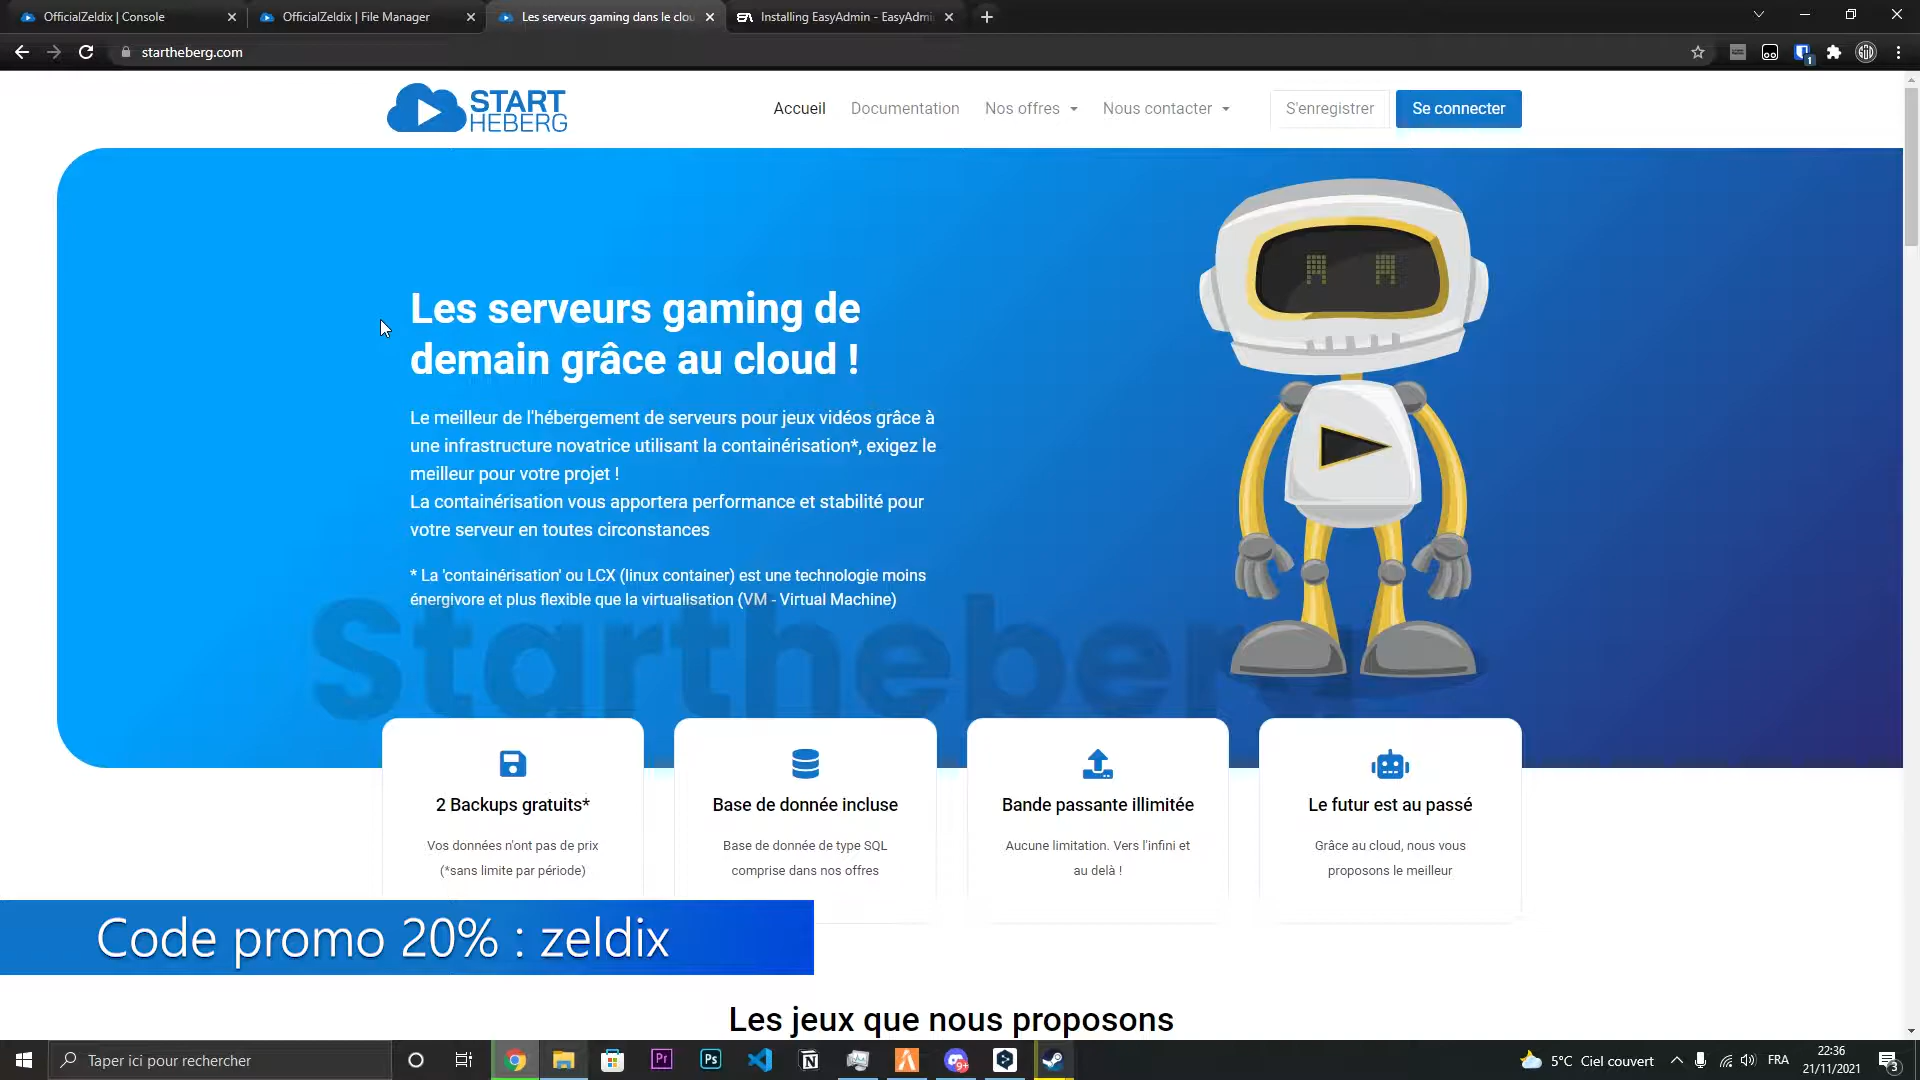 OfficialZeldix | Console
OfficialZeldix | File Manager
Les serveurs gaming dans le clou
Installing EasyAdmin - EasyAdmi
startheberg.com
1
START
HEBERG
Accueil
Documentation
Nos offres
Nous contacter
S'enregistrer
Se connecter
Les serveurs gaming de
demain grâce au cloud !
Le meilleur de l'hébergement de serveurs pour jeux vidéos grâce à
une infrastructure novatrice utilisant la containérisation*, exigez le
meilleur pour votre projet !
La containérisation vous apportera performance et stabilité pour
votre serveur en toutes circonstances
* La 'containérisation' ou LCX (linux container) est une technologie moins
énergivore et plus flexible que la virtualisation (VM - Virtual Machine)
Startheberg
2 Backups gratuits*
Vos données n'ont pas de prix
(*sans limite par période)
Base de donnée incluse
Base de donnée de type SQL
comprise dans nos offres
Bande passante illimitée
Aucune limitation. Vers l'infini et
au delà !
Le futur est au passé
Grâce au cloud, nous vous
proposons le meilleur
Code promo 20% : zeldix
Les jeux que nous proposons
Taper ici pour rechercher
Pr
Ps
9+
5°C Ciel couvert
FRA
22:36
21/11/2021
3